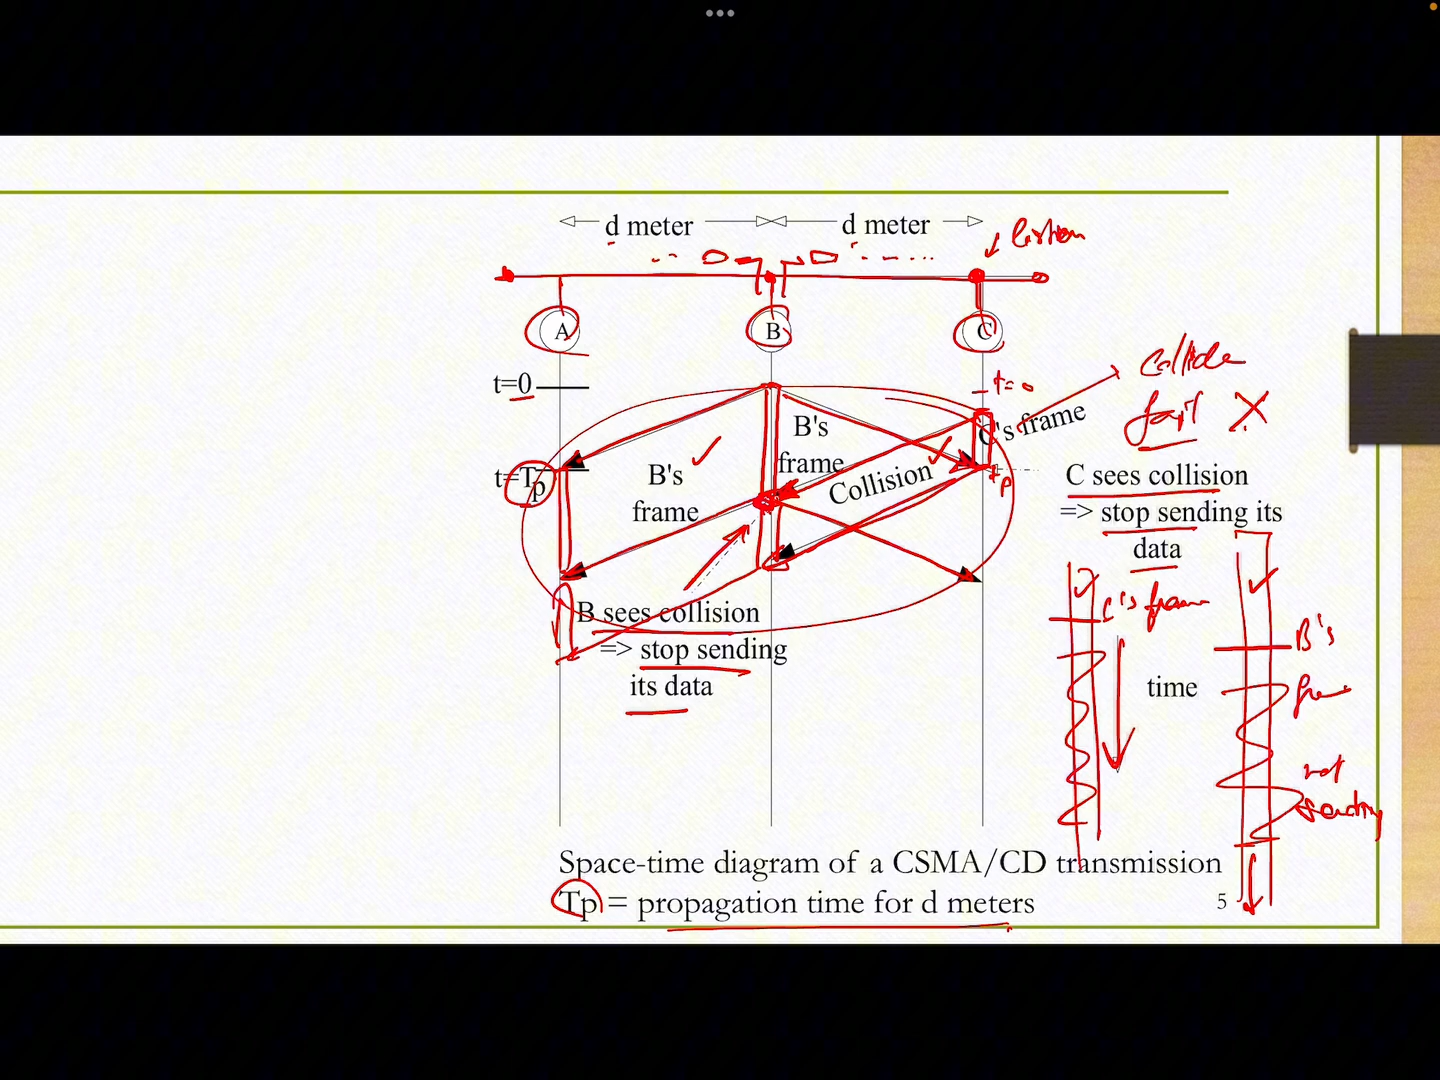 d meter
d meter
listen
A
B
C
t=0
t=0
collide
fail X
C's frame
B's
frame
B's
frame
Collision
t=Tp
tp
C sees collision
=> stop sending its
data
C's frame
B's
B sees collision
=> stop sending
its data
time
not
sending
Space-time diagram of a CSMA/CD transmission
Tp = propagation time for d meters
5